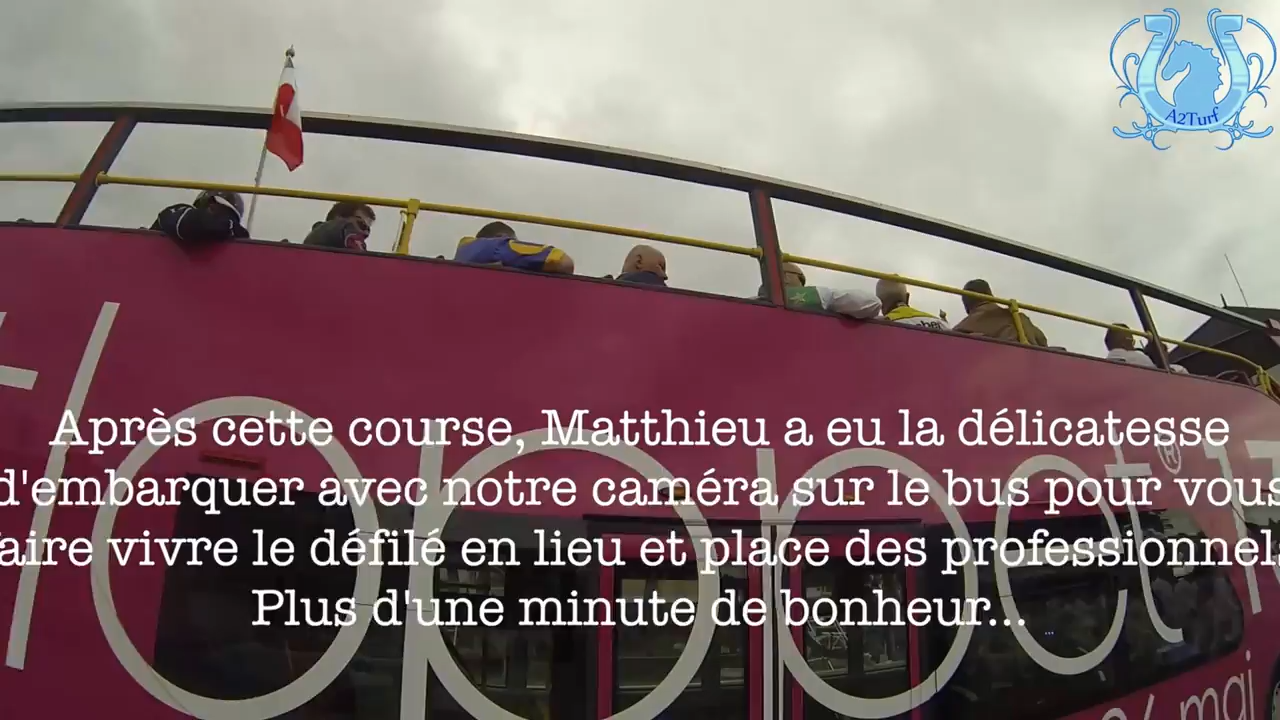 A2Turf
Après cette course, Matthieu a eu la délicatesse
d'embarquer avec notre caméra sur le bus pour vous
faire vivre le défilé en lieu et place des professionnels.
Plus d'une minute de bonheur...
mai